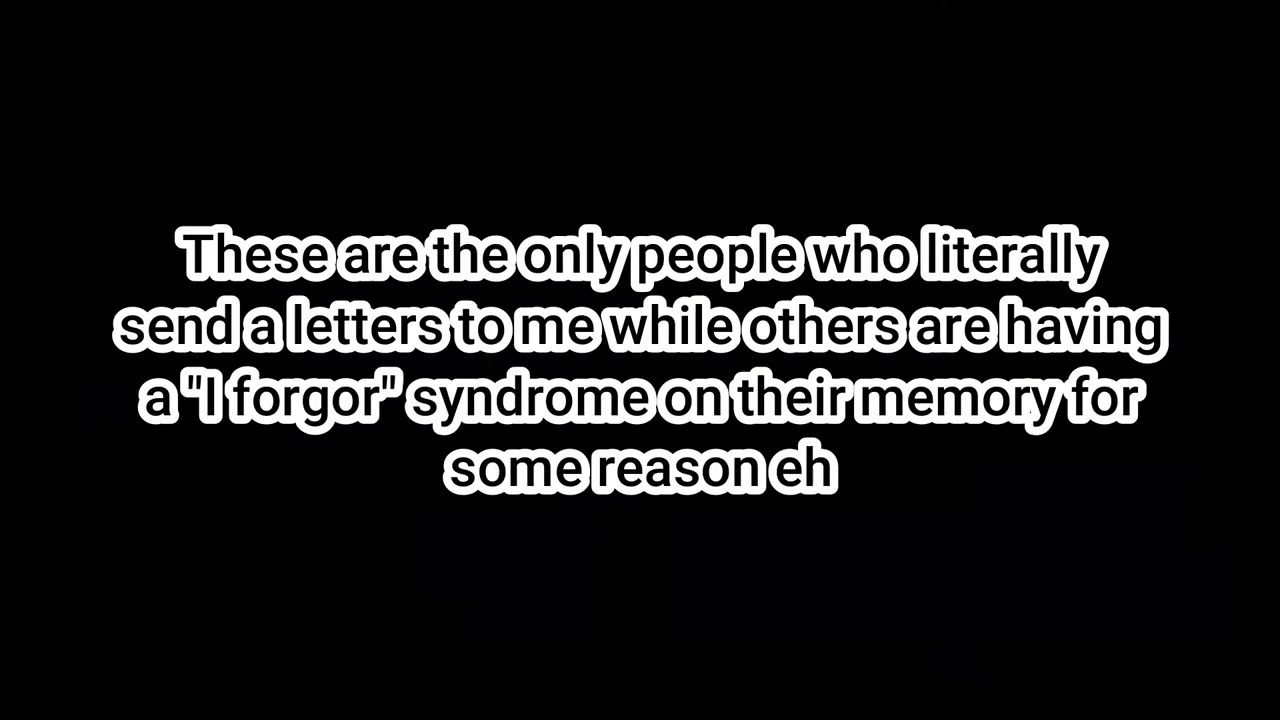 These are the only people who literally
send a letters to me while others are having
a "I forgor" syndrome on their memory for
some reason eh